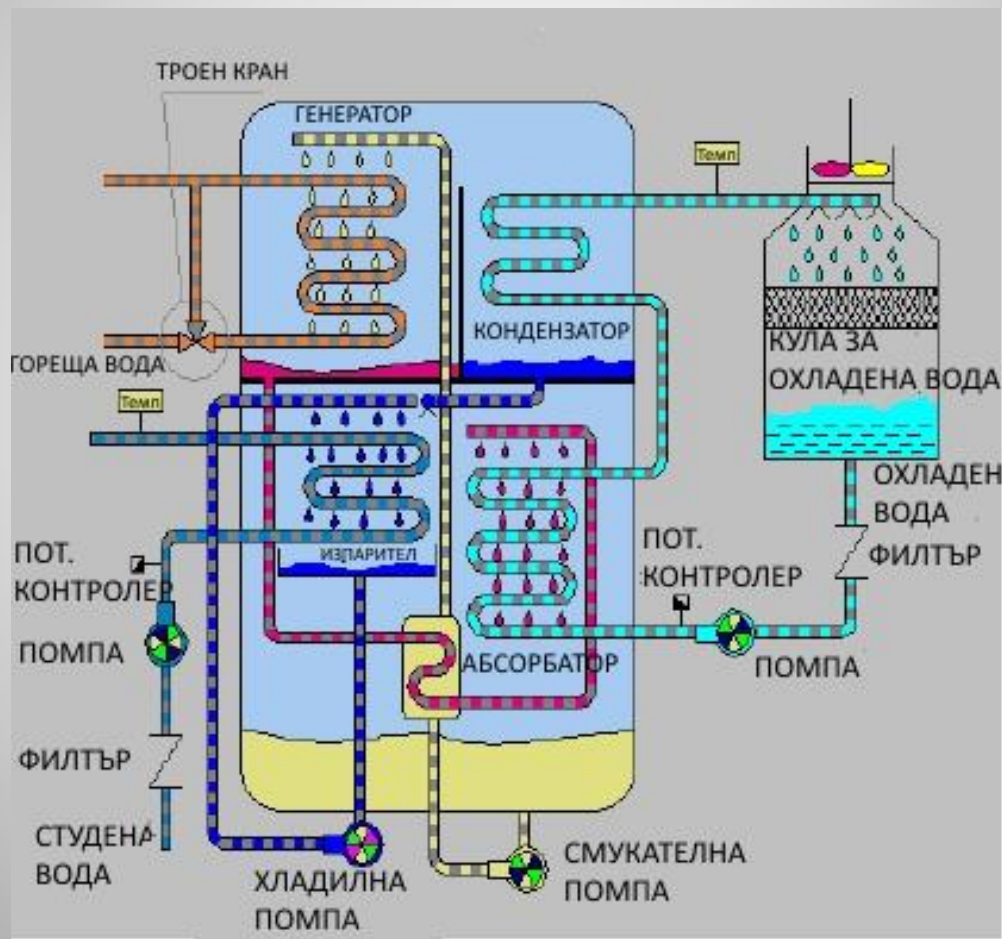 ТРОЕН КРАН
ГЕНЕРАТОР
Темп
КОНДЕНЗАТОР
КУЛА ЗА
ОХЛАДЕНА ВОДА
ГОРЕЩА ВОДА
Темп
ОХЛАДЕН
ВОДА
ФИЛТЪР
ИЗПАРИТЕЛ
ПОТ.
КОНТРОЛЕР
ПОТ.
КОНТРОЛЕР
ПОМПА
АБСОРБАТОР
ПОМПА
ФИЛТЪР
СТУДЕНА
ВОДА
ХЛАДИЛНА
ПОМПА
СМУКАТЕЛНА
ПОМПА